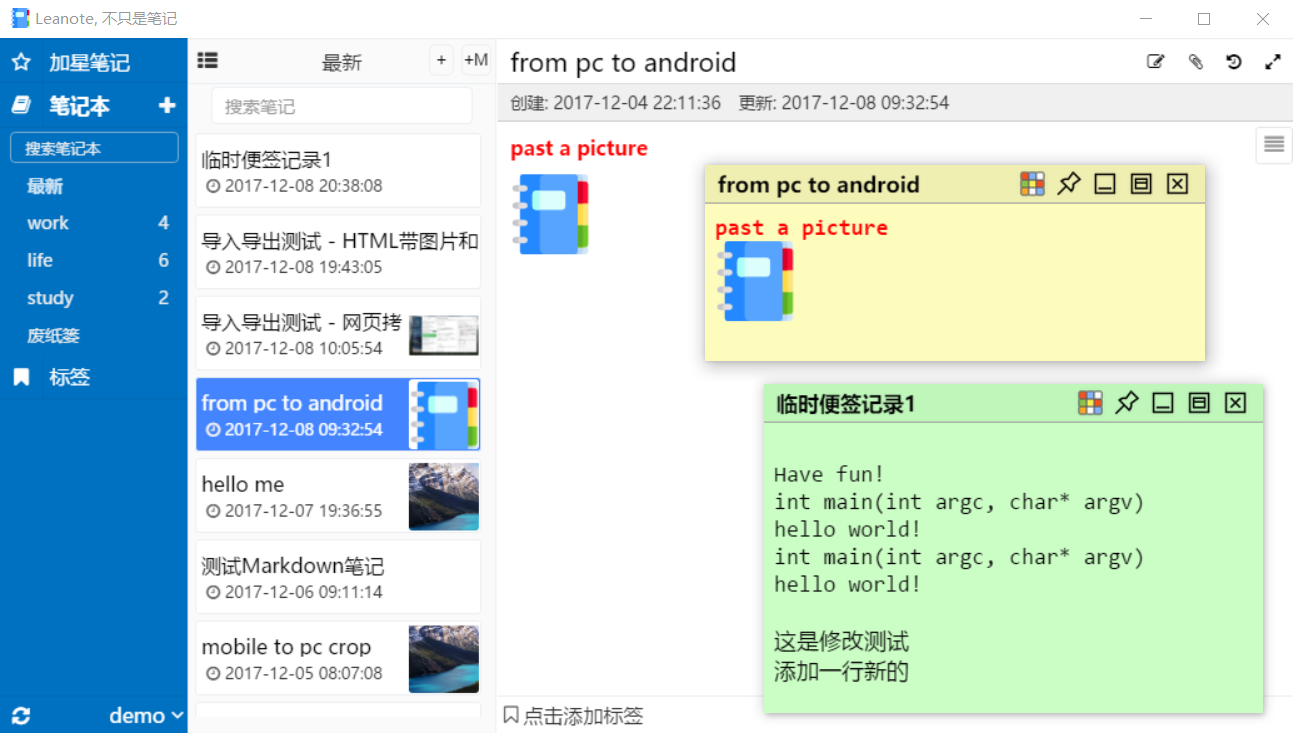 Leanote, 不只是笔记
加星笔记
笔记本
搜索笔记本
最新
work 4
life 6
study 2
废纸篓
标签
demo
最新 + +M
搜索笔记
临时便签记录1
2017-12-08 20:38:08
导入导出测试 - HTML带图片和
2017-12-08 19:43:05
导入导出测试 - 网页拷
2017-12-08 10:05:54
from pc to android
2017-12-08 09:32:54
hello me
2017-12-07 19:36:55
测试Markdown笔记
2017-12-06 09:11:14
mobile to pc crop
2017-12-05 08:07:08
from pc to android
创建: 2017-12-04 22:11:36 更新: 2017-12-08 09:32:54
past a picture
点击添加标签
from pc to android
past a picture
临时便签记录1
Have fun!
int main(int argc, char* argv)
hello world!
int main(int argc, char* argv)
hello world!
这是修改测试
添加一行新的